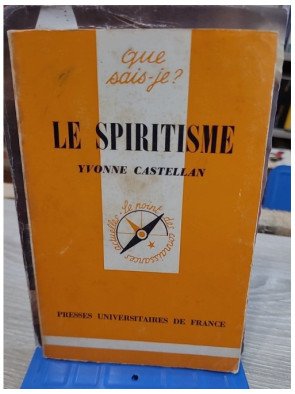 que
sais-je?
LE SPIRITISME
YVONNE CASTELLAN
le point des connaissances actuelles
PRESSES UNIVERSITAIRES DE FRANCE